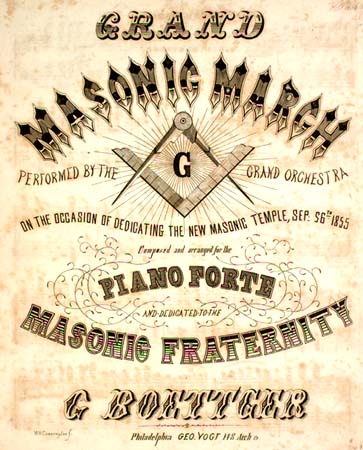 GRAND
MASONIC MARCH
G
PERFORMED BY THE GRAND ORCHESTRA
ON THE OCCASION OF DEDICATING THE NEW MASONIC TEMPLE, SEP. 26TH 1855
Composed and arranged for the
PIANO FORTE
AND DEDICATED TO THE
MASONIC FRATERNITY
G BOETTGER
Philadelphia GEO. VOGT 148 Arch St